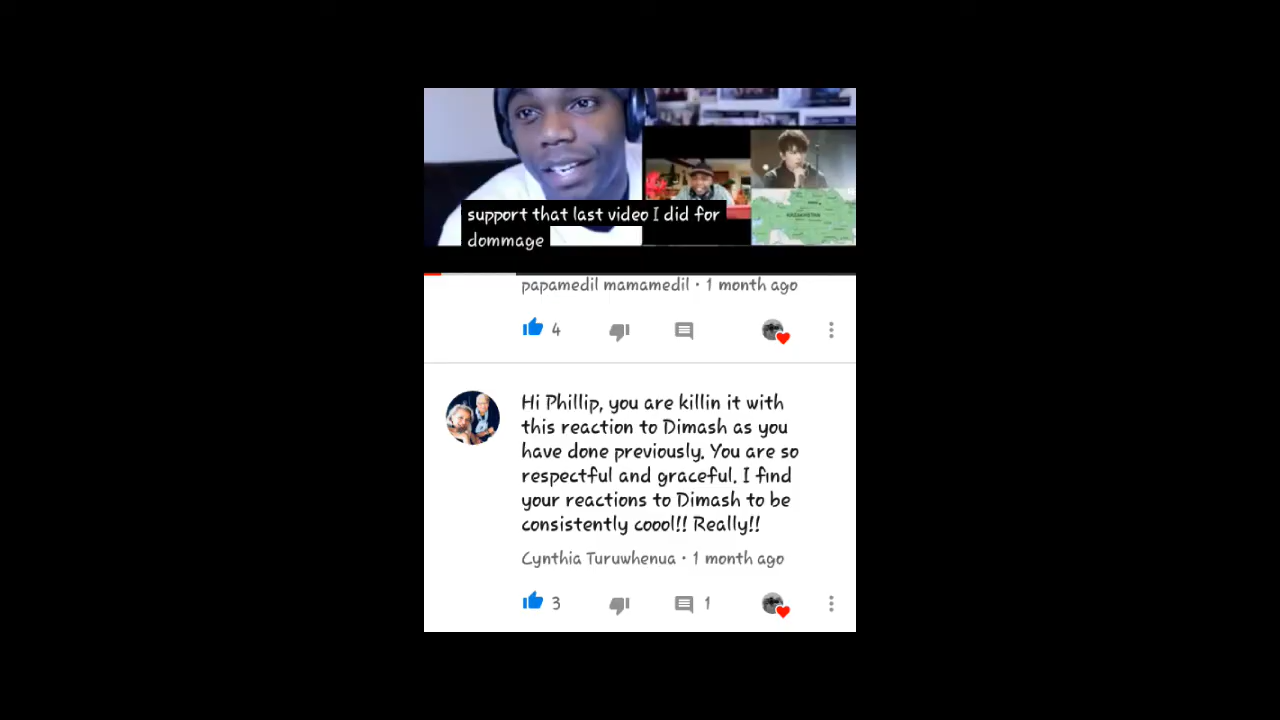 support that last video I did for
dommage
papamedil mamamedil · 1 month ago
4
Hi Phillip, you are killin it with
this reaction to Dimash as you
have done previously. You are so
respectful and graceful. I find
your reactions to Dimash to be
consistently coool!! Really!!
Cynthia Turuwhenua · 1 month ago
3 1